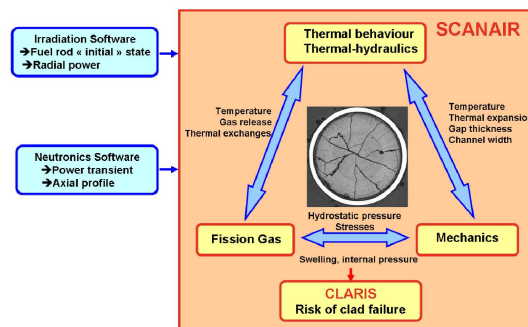 Irradiation Software
➔Fuel rod « initial » state
➔Radial power
Neutronics Software
➔Power transient
➔Axial profile
SCANAIR
Thermal behaviour
Thermal-hydraulics
Temperature
Gas release
Thermal exchanges
Temperature
Thermal expansio
Gap thickness
Channel width
Hydrostatic pressure
Stresses
Fission Gas
Mechanics
Swelling, internal pressure
CLARIS
Risk of clad failure